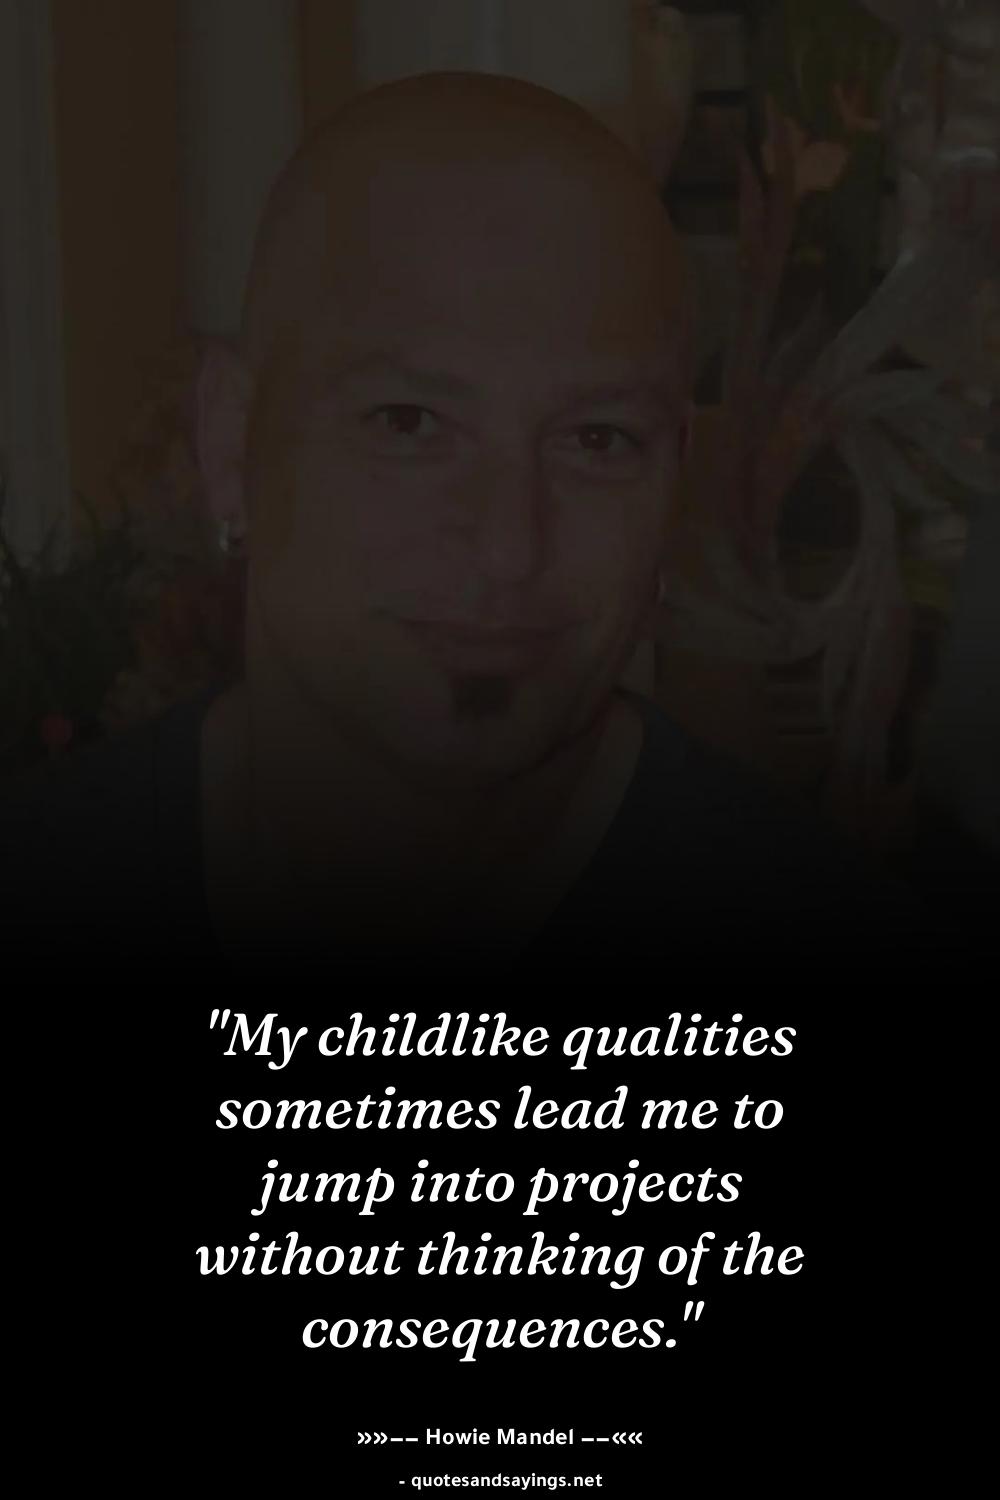 "My childlike qualities
sometimes lead me to
jump into projects
without thinking of the
consequences."
»»−− Howie Mandel −−««
- quotesandsayings.net